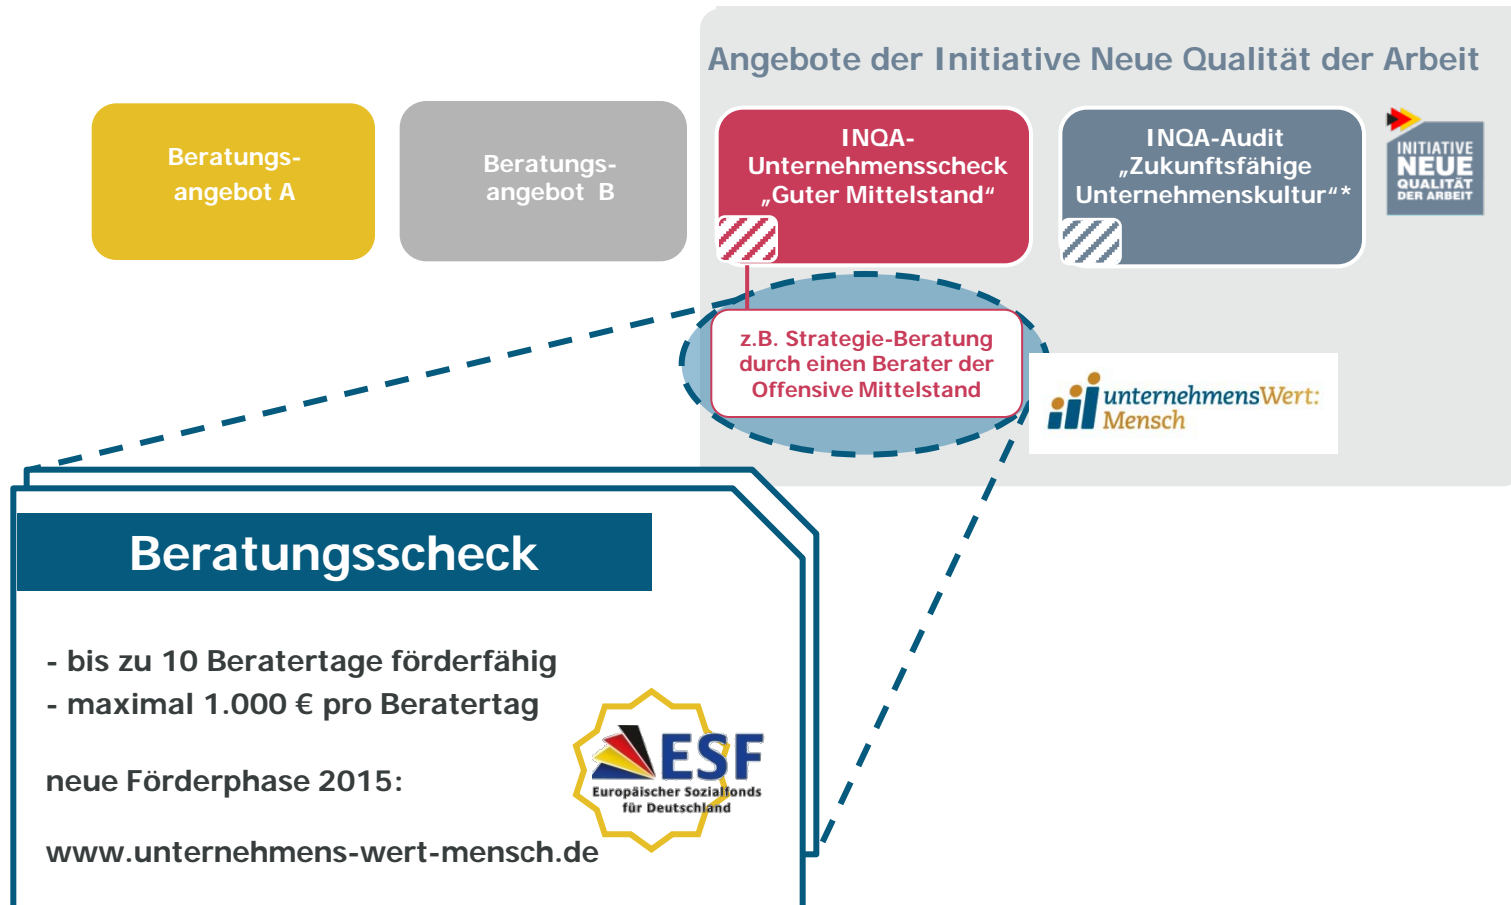 Angebote der Initiative Neue Qualität der Arbeit
Beratungs-
angebot A
Beratungs-
angebot B
INQA-
Unternehmensscheck
„Guter Mittelstand“
INQA-Audit
„Zukunftsfähige
Unternehmenskultur“*
INITIATIVE
NEUE
QUALITÄT
DER ARBEIT
z.B. Strategie-Beratung
durch einen Berater der
Offensive Mittelstand
unternehmensWert:
Mensch
Beratungsscheck
- bis zu 10 Beratertage förderfähig
- maximal 1.000 € pro Beratertag
neue Förderphase 2015:
www.unternehmens-wert-mensch.de
ESF
Europäischer Sozialfonds
für Deutschland